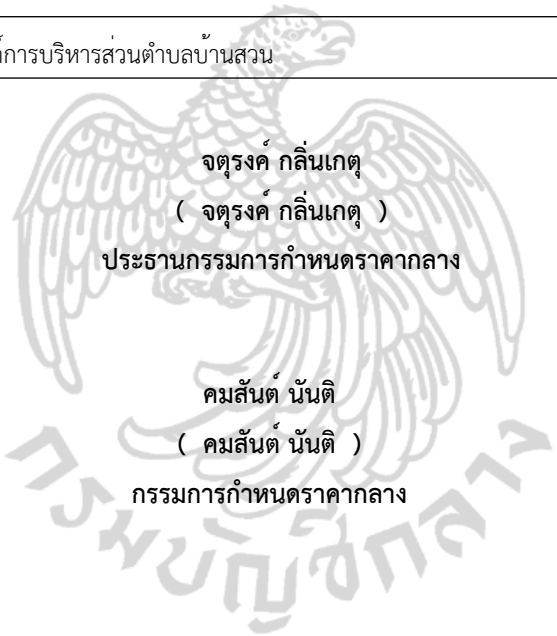 การบริหารส่วนตำบลบ้านสวน
จตุรงค์ กลิ่นเกตุ
( จตุรงค์ กลิ่นเกตุ )
ประธานกรรมการกำหนดราคากลาง
คมสันต์ นันติ
( คมสันต์ นันติ )
กรรมการกำหนดราคากลาง
กรมบัญชีกลาง